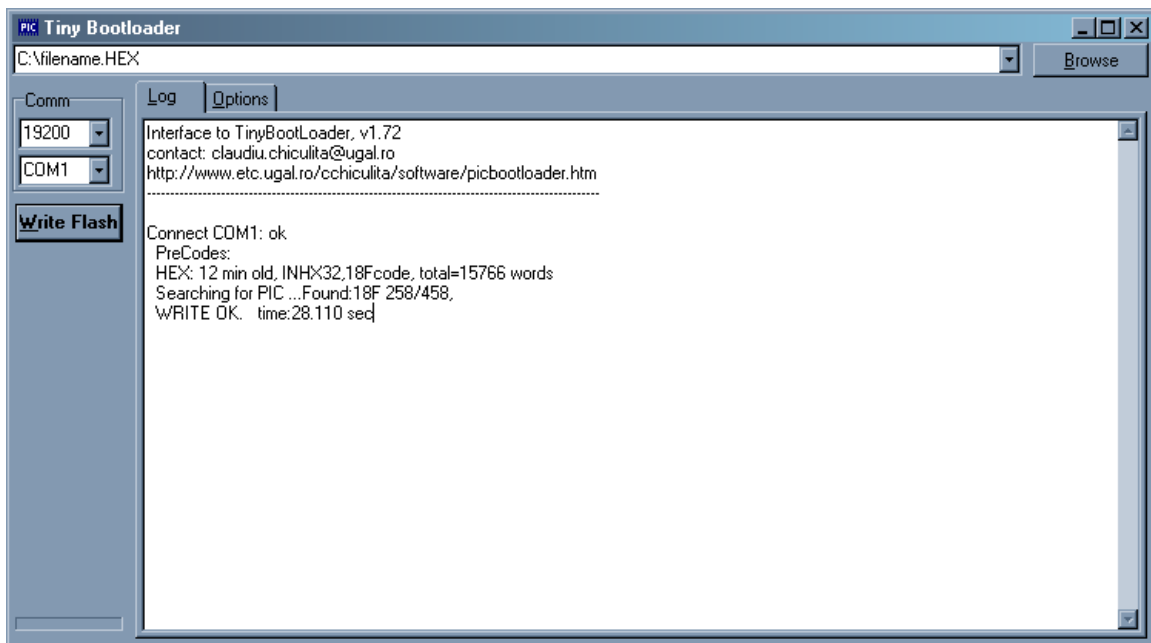 PIC Tiny Bootloader
C:\filename.HEX
Browse
Comm
19200
COM1
Write Flash
Log Options
Interface to TinyBootLoader, v1.72
contact: claudiu.chiculita@ugal.ro
http://www.etc.ugal.ro/cchiculita/software/picbootloader.htm
--------------------------------------------------------------------------------------------------
Connect COM1: ok
PreCodes:
HEX: 12 min old, INHX32,18Fcode, total=15766 words
Searching for PIC ...Found:18F 258/458,
WRITE OK. time:28.110 sec